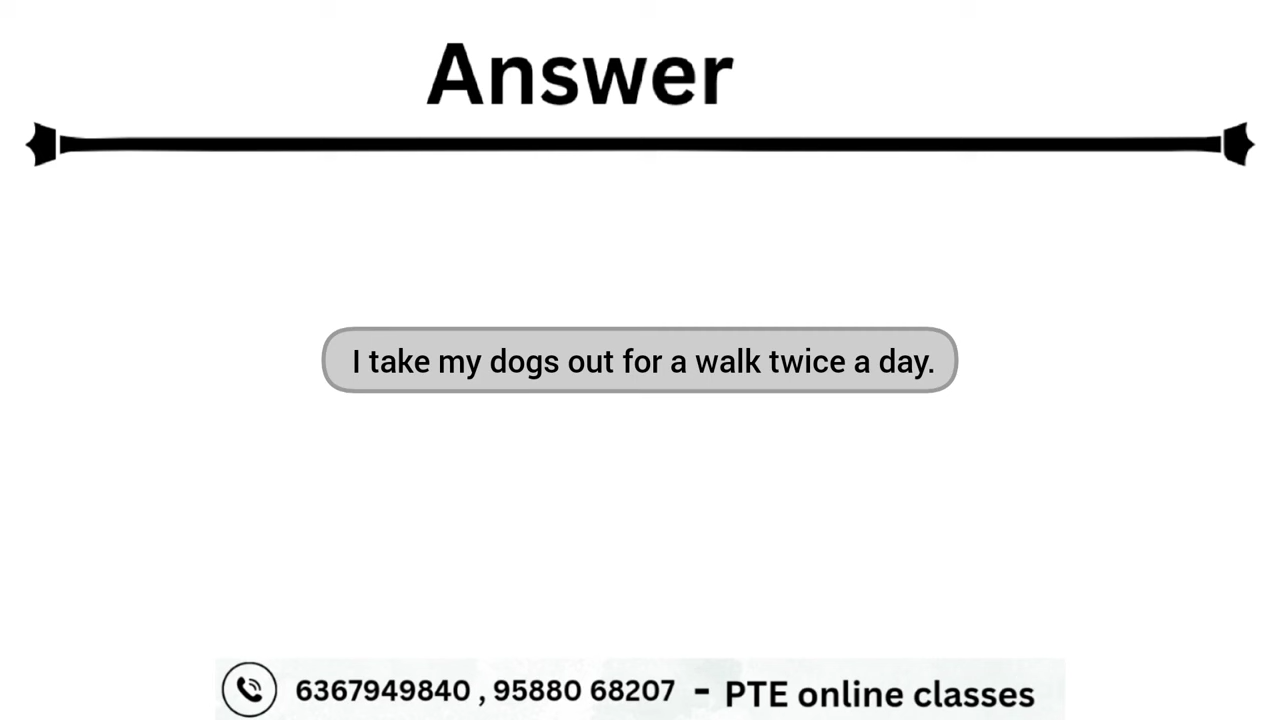 Answer
I take my dogs out for a walk twice a day.
6367949840 , 95880 68207 - PTE online classes